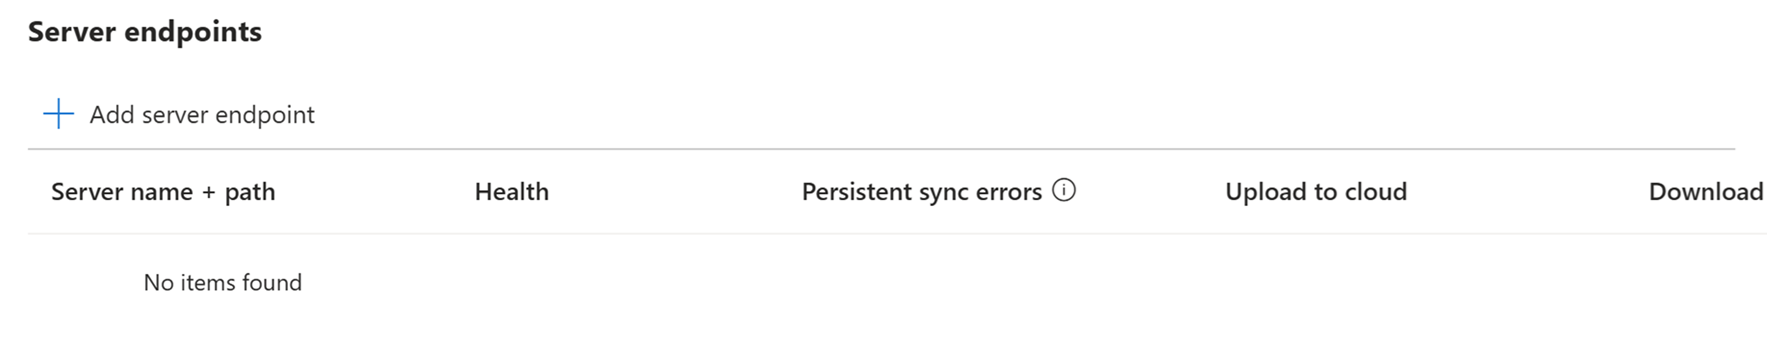 Server endpoints
Add server endpoint
Server name + path Health Persistent sync errors Upload to cloud Download
No items found